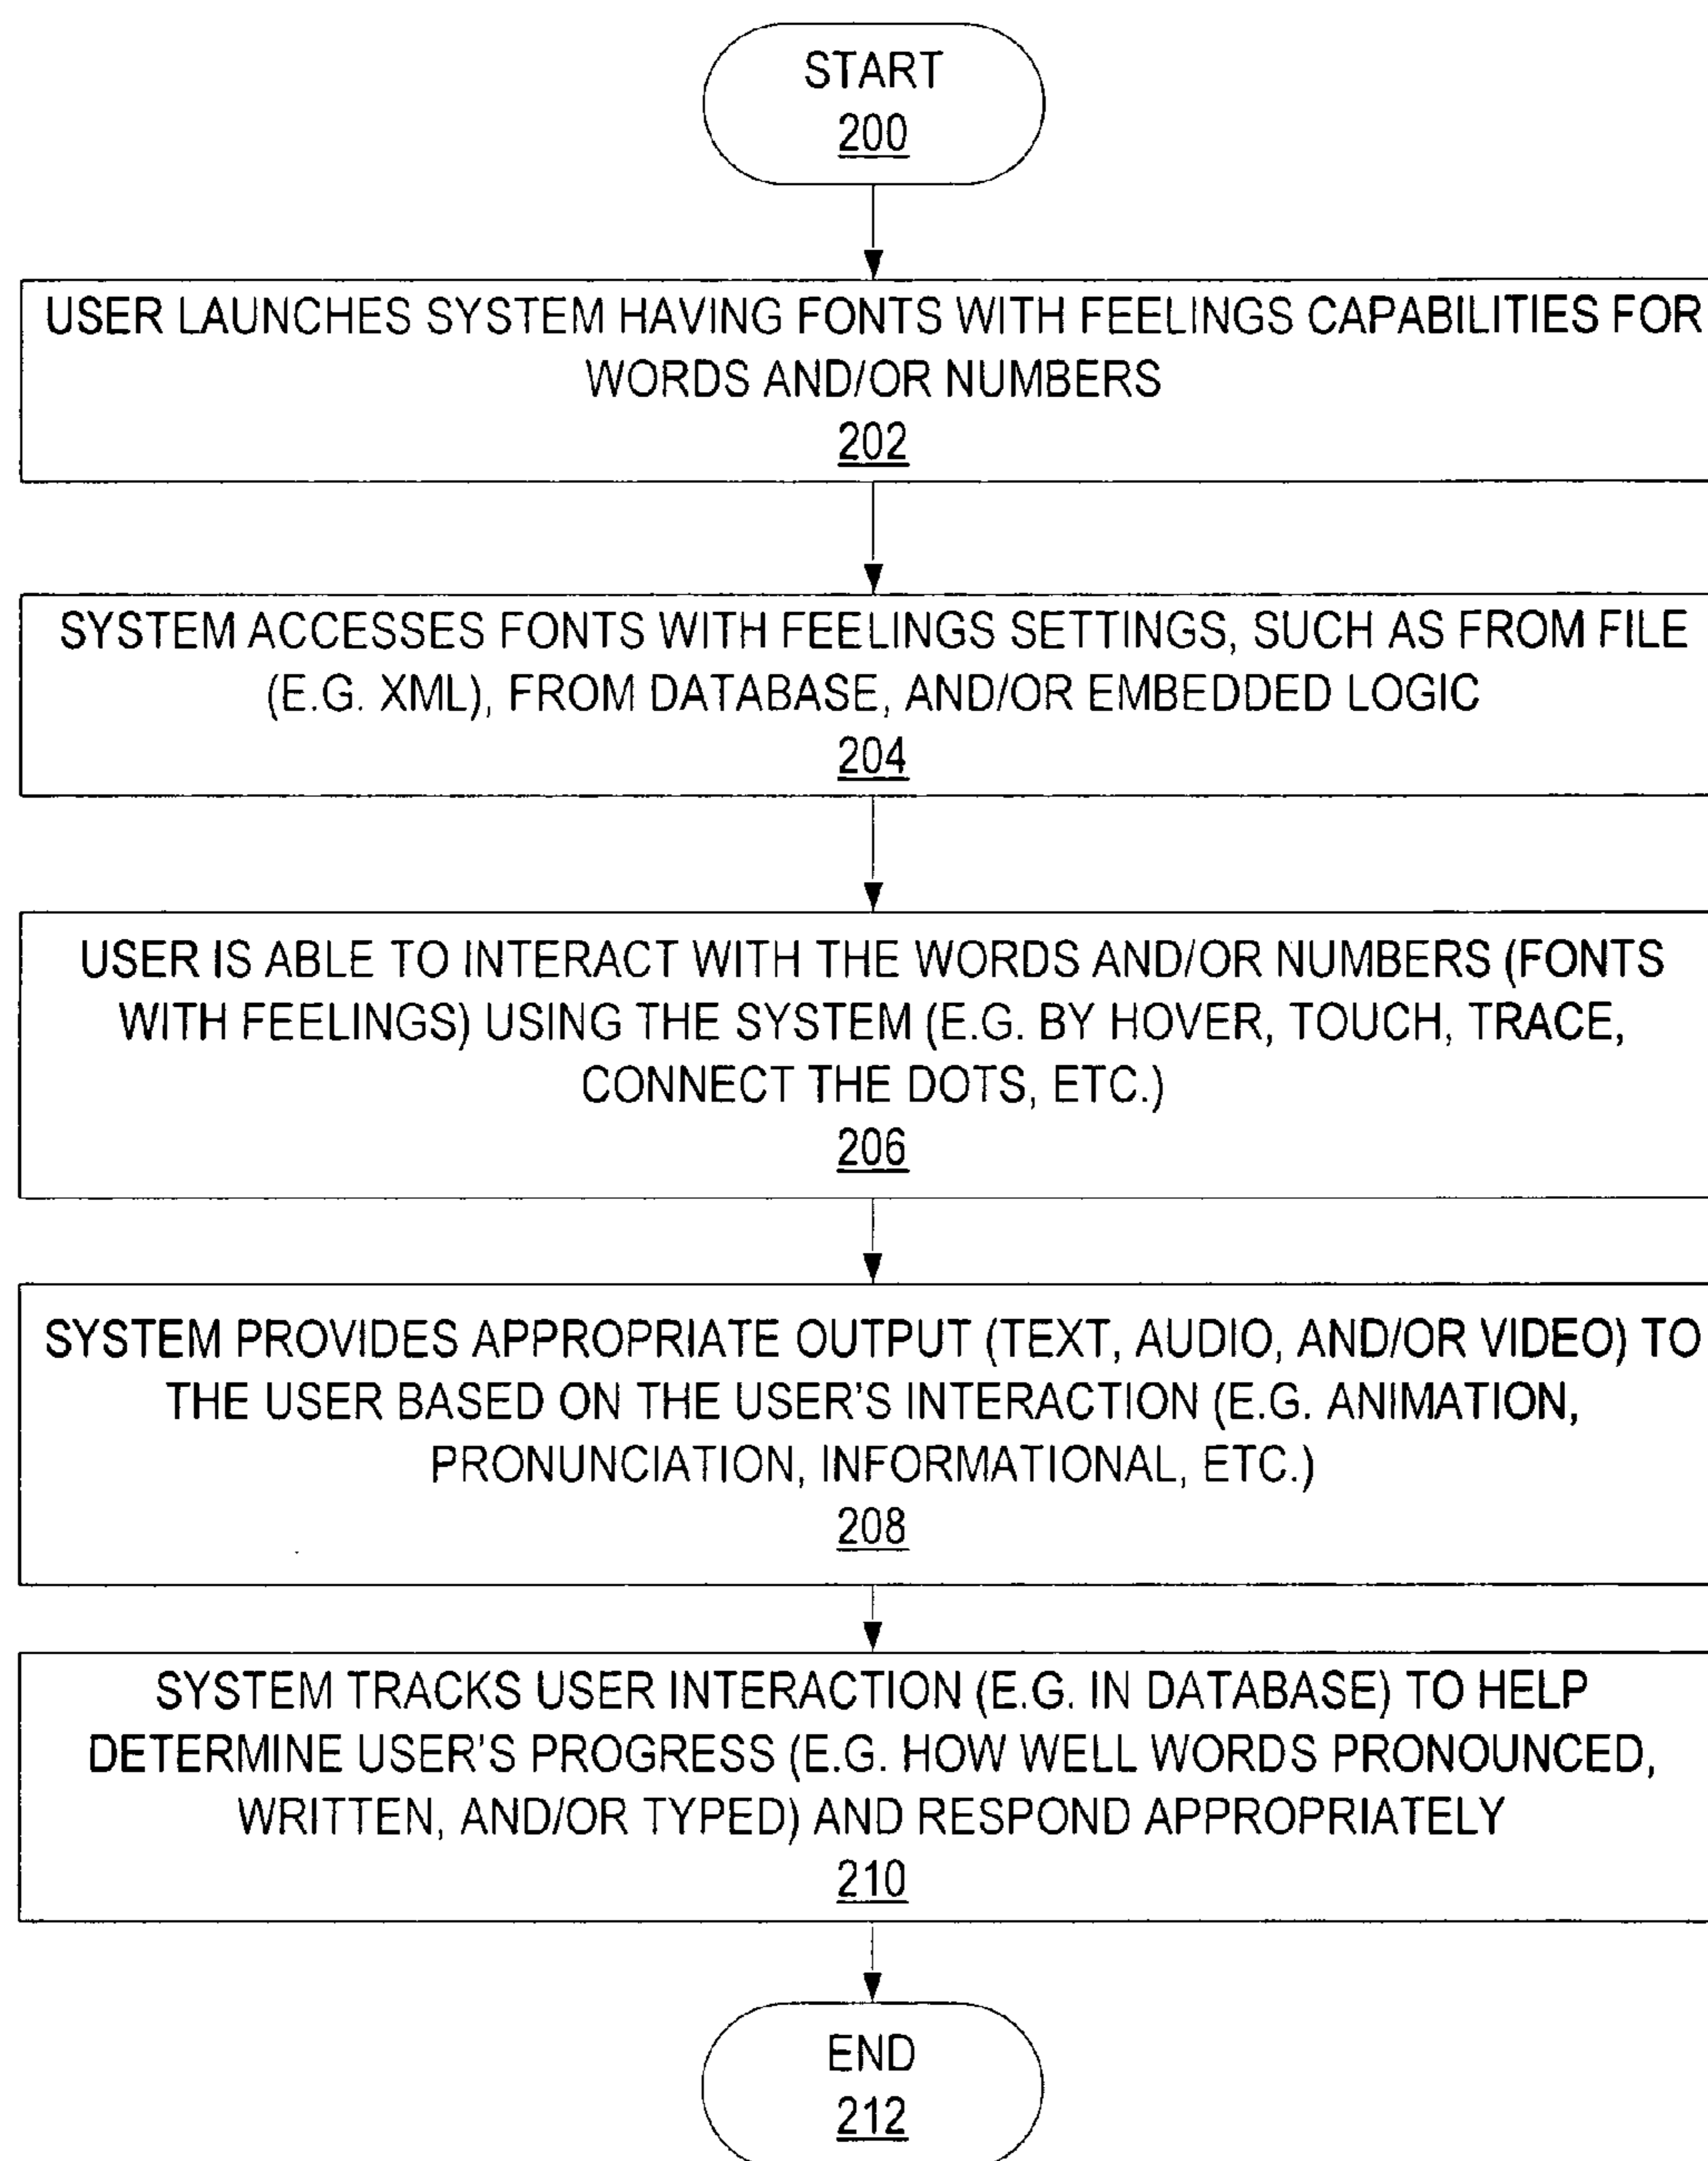 START
200
USER LAUNCHES SYSTEM HAVING FONTS WITH FEELINGS CAPABILITIES FOR
WORDS AND/OR NUMBERS
202
SYSTEM ACCESSES FONTS WITH FEELINGS SETTINGS, SUCH AS FROM FILE
(E.G. XML), FROM DATABASE, AND/OR EMBEDDED LOGIC
204
USER IS ABLE TO INTERACT WITH THE WORDS AND/OR NUMBERS (FONTS
WITH FEELINGS) USING THE SYSTEM (E.G. BY HOVER, TOUCH, TRACE,
CONNECT THE DOTS, ETC.)
206
SYSTEM PROVIDES APPROPRIATE OUTPUT (TEXT, AUDIO, AND/OR VIDEO) TO
THE USER BASED ON THE USER'S INTERACTION (E.G. ANIMATION,
PRONUNCIATION, INFORMATIONAL, ETC.)
208
SYSTEM TRACKS USER INTERACTION (E.G. IN DATABASE) TO HELP
DETERMINE USER'S PROGRESS (E.G. HOW WELL WORDS PRONOUNCED,
WRITTEN, AND/OR TYPED) AND RESPOND APPROPRIATELY
210
END
212